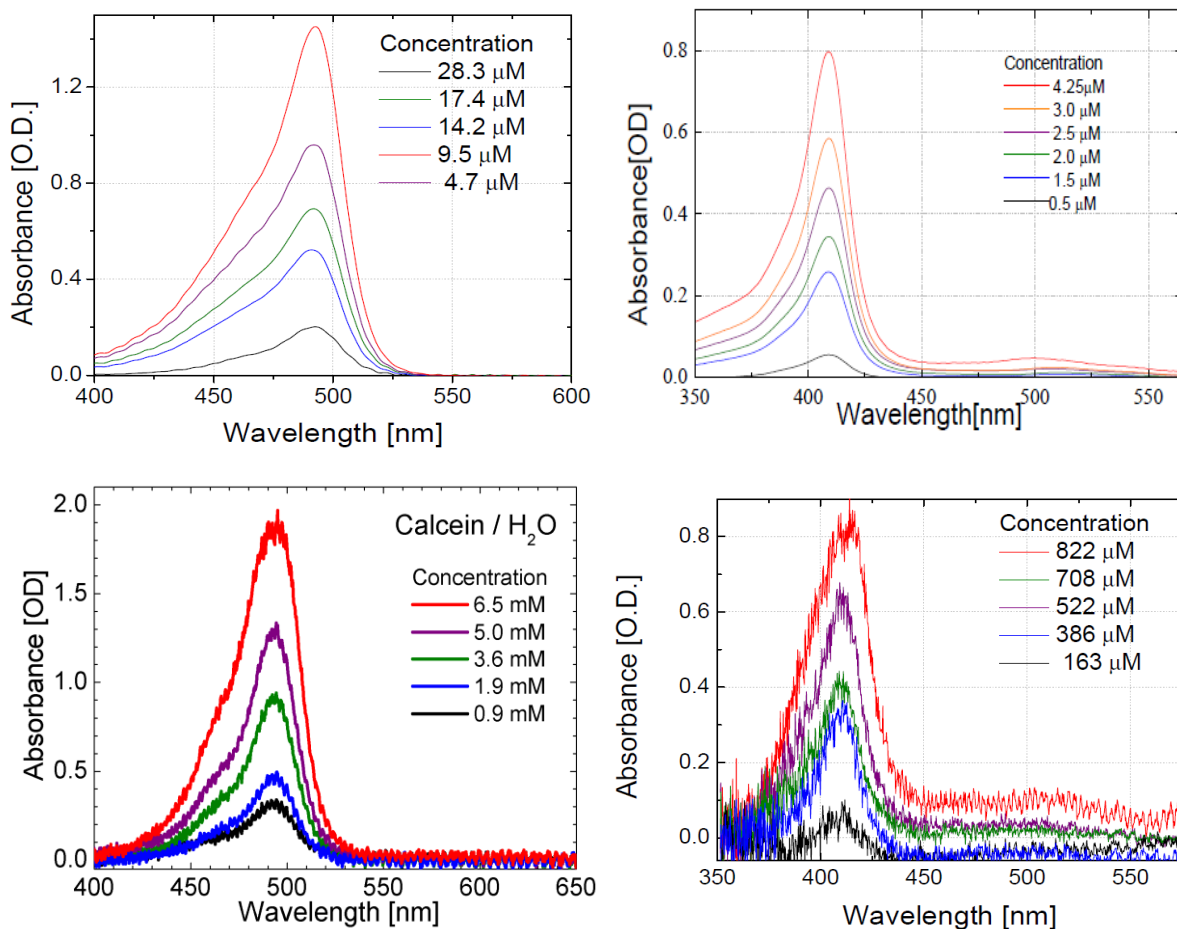 Concentration
28.3 μM
17.4 μM
14.2 μM
9.5 μM
4.7 μM
1.2
0.8
0.4
0.0
400 450 500 550 600
Absorbance [O.D.]
Wavelength [nm]
Concentration
4.25μM
3.0 μM
2.5 μM
2.0 μM
1.5 μM
0.5 μM
0.8
0.6
0.4
0.2
0.0
350 400 450 500 550
Absorbance[OD]
Wavelength[nm]
Calcein / H₂O
Concentration
6.5 mM
5.0 mM
3.6 mM
1.9 mM
0.9 mM
2.0
1.5
1.0
0.5
0.0
400 450 500 550 600 650
Absorbance [OD]
Wavelength [nm]
Concentration
822 μM
708 μM
522 μM
386 μM
163 μM
0.8
0.6
0.4
0.2
0.0
350 400 450 500 550
Absorbance [O.D.]
Wavelength [nm]